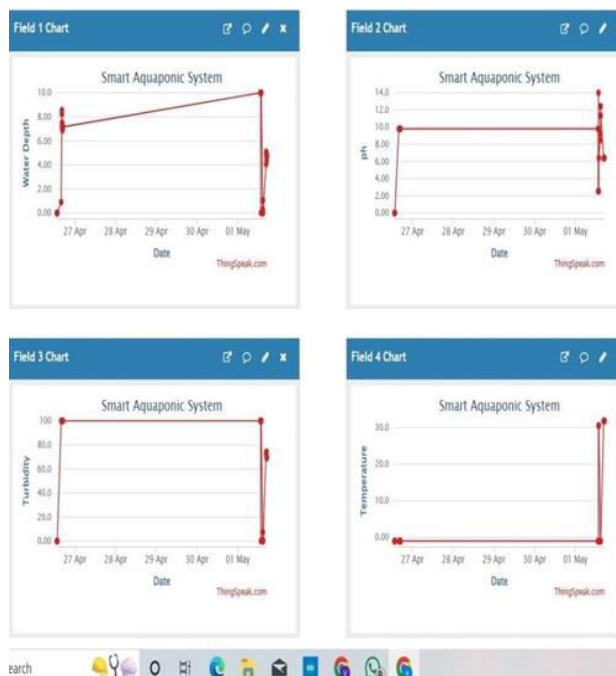 Field 1 Chart
Smart Aquaponic System
10.0
8.00
6.00
4.00
2.00
0.00
Water Depth
27 Apr 28 Apr 29 Apr 30 Apr 01 May
Date
ThingSpeak.com
Field 2 Chart
Smart Aquaponic System
14.0
12.0
10.0
8.00
6.00
4.00
2.00
0.00
ph
27 Apr 28 Apr 29 Apr 30 Apr 01 May
Date
ThingSpeak.com
Field 3 Chart
Smart Aquaponic System
100
80.0
60.0
40.0
20.0
0.00
Turbidity
27 Apr 28 Apr 29 Apr 30 Apr 01 May
Date
ThingSpeak.com
Field 4 Chart
Smart Aquaponic System
30.0
20.0
10.0
0.00
Temperature
27 Apr 28 Apr 29 Apr 30 Apr 01 May
Date
ThingSpeak.com
earch